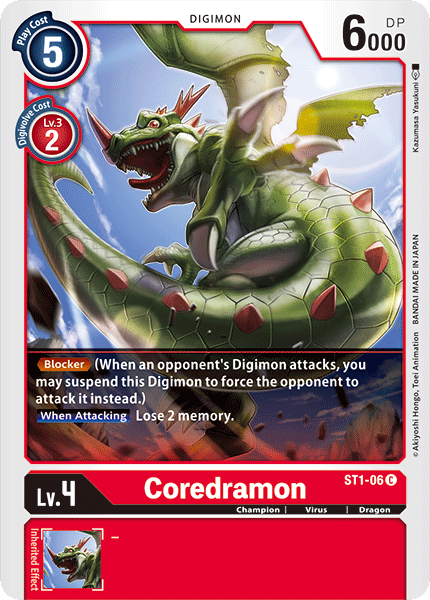 Play Cost
5
DIGIMON
DP
6000
Digivolve Cost
Lv.3
2
Kazumasa Yasukuni
Blocker (When an opponent's Digimon attacks, you
may suspend this Digimon to force the opponent to
attack it instead.)
When Attacking Lose 2 memory.
© Akiyoshi Hongo, Toei Animation BANDAI MADE IN JAPAN
Lv.4
Coredramon
ST1-06 C
Champion | Virus | Dragon
Inherited Effect
–